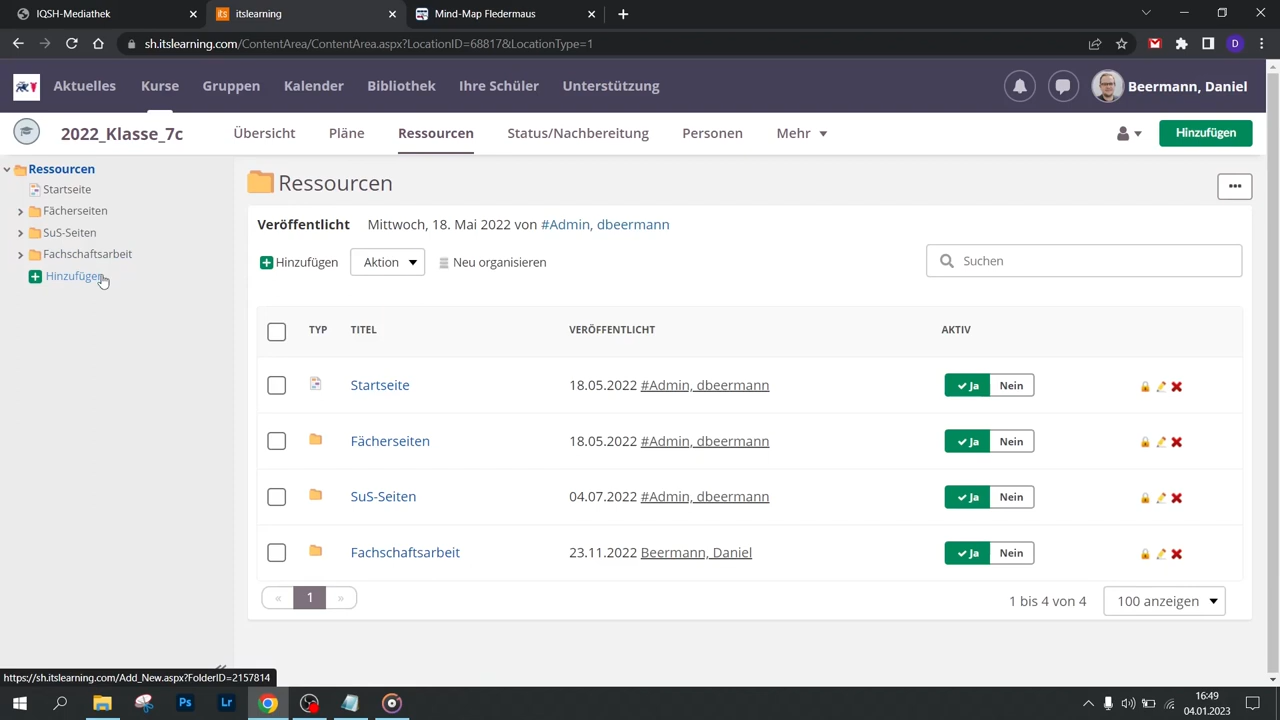 IQSH-Mediathek
itslearning
Mind-Map Fledermaus
sh.itslearning.com/ContentArea/ContentArea.aspx?LocationID=68817&LocationType=1
D
Aktuelles
Kurse
Gruppen
Kalender
Bibliothek
Ihre Schüler
Unterstützung
Beermann, Daniel
2022_Klasse_7c
Übersicht
Pläne
Ressourcen
Status/Nachbereitung
Personen
Mehr
Hinzufügen
Ressourcen
Startseite
Fächerseiten
SuS-Seiten
Fachschaftsarbeit
Hinzufügen
Ressourcen
Veröffentlicht Mittwoch, 18. Mai 2022 von #Admin, dbeermann
Hinzufügen
Aktion
Neu organisieren
Suchen
TYP TITEL VERÖFFENTLICHT AKTIV
Startseite 18.05.2022 #Admin, dbeermann Ja Nein
Fächerseiten 18.05.2022 #Admin, dbeermann Ja Nein
SuS-Seiten 04.07.2022 #Admin, dbeermann Ja Nein
Fachschaftsarbeit 23.11.2022 Beermann, Daniel Ja Nein
« 1 »
1 bis 4 von 4
100 anzeigen
https://sh.itslearning.com/Add_New.aspx?FolderID=2157814
Ps
Lr
16:49
04.01.2023